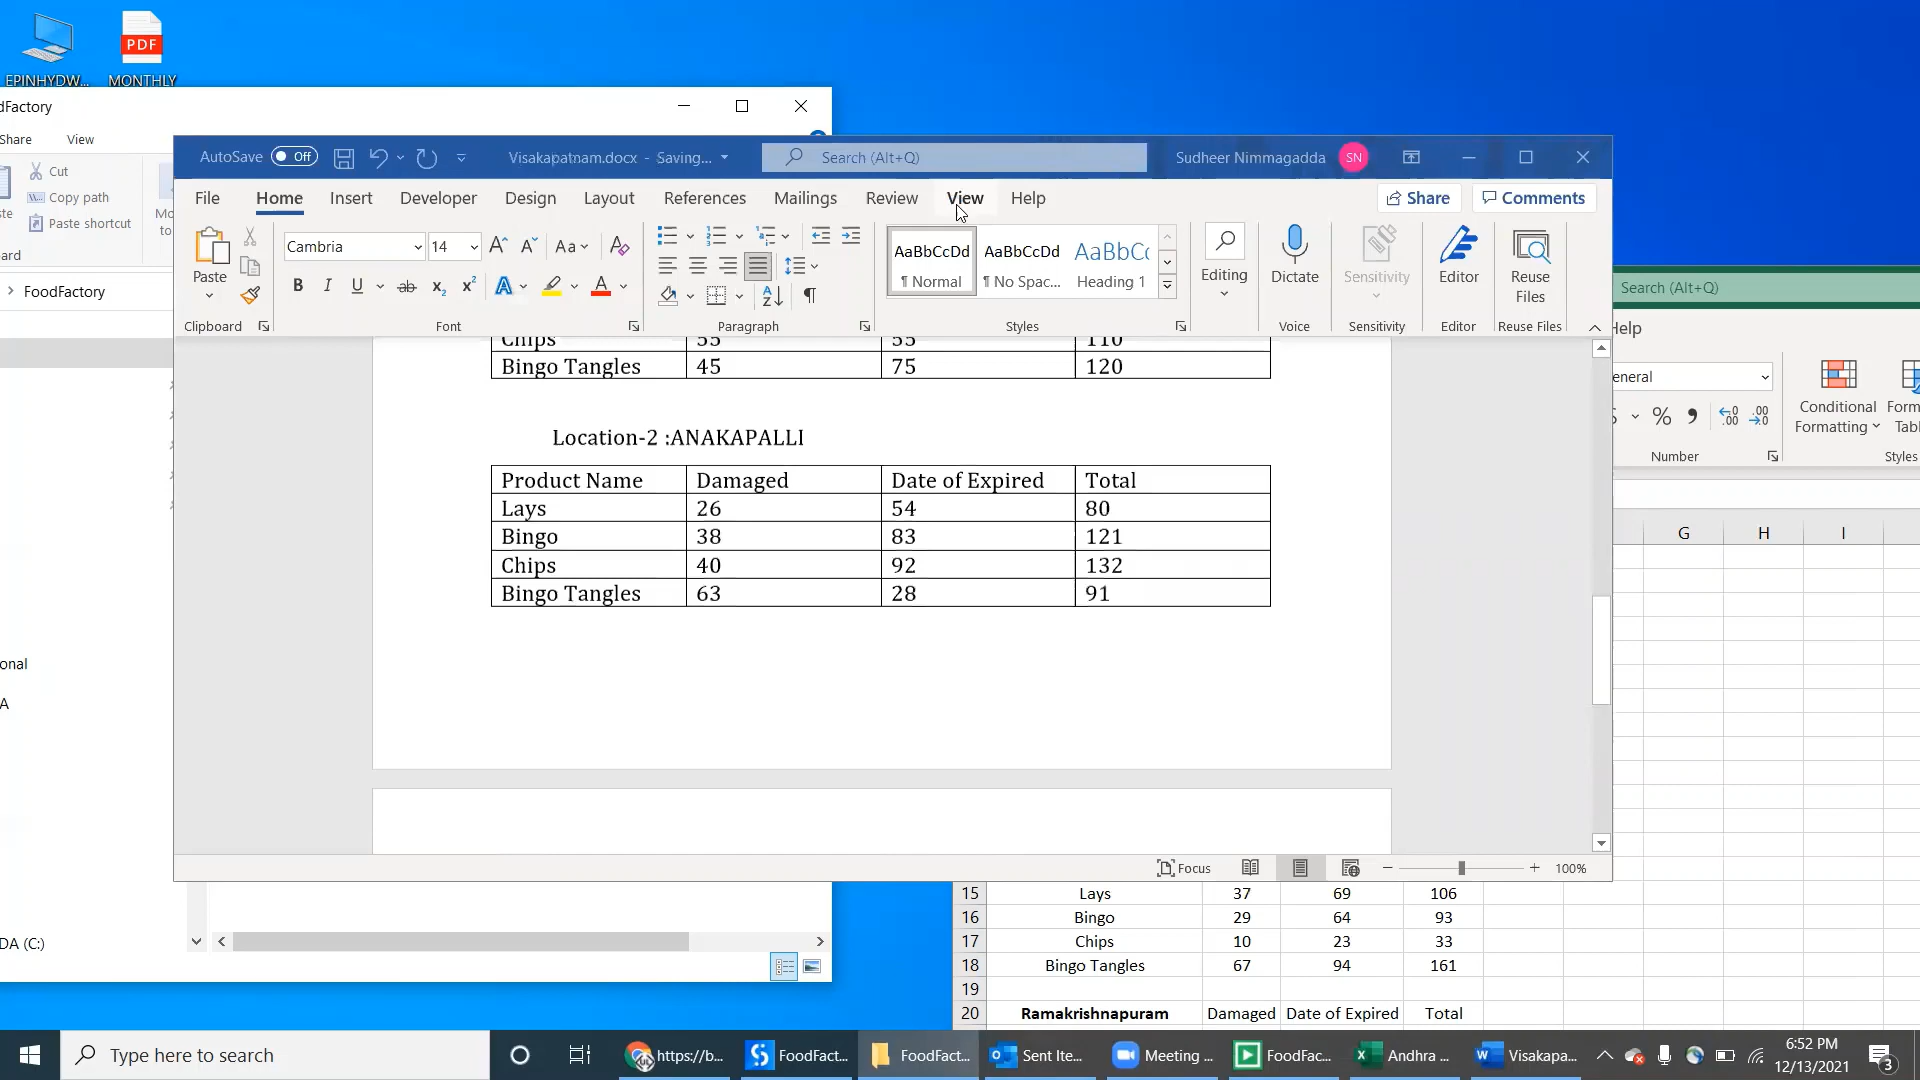 EPINHYDW...
PDF
MONTHLY
dFactory
Share View
Cut
Copy path
Paste shortcut
ard
FoodFactory
onal
A
DA (C:)
AutoSave Off
Visakapatnam.docx - Saving...
Search (Alt+Q)
Sudheer Nimmagadda SN
File Home Insert Developer Design Layout References Mailings Review View Help
Share Comments
Paste
Cambria 14
AaBbCcDd AaBbCcDd AaBbCc
¶ Normal ¶ No Spac... Heading 1
Editing Dictate Sensitivity Editor Reuse Files
Clipboard Font Paragraph Styles Voice Sensitivity Editor Reuse Files
Chips 55 55 110
Bingo Tangles 45 75 120
Location-2 :ANAKAPALLI
Product Name Damaged Date of Expired Total
Lays 26 54 80
Bingo 38 83 121
Chips 40 92 132
Bingo Tangles 63 28 91
Focus 100%
Search (Alt+Q)
Help
eneral
% , .00
Conditional Formatting
Number Styles
G H I
15 Lays 37 69 106
16 Bingo 29 64 93
17 Chips 10 23 33
18 Bingo Tangles 67 94 161
19
20 Ramakrishnapuram Damaged Date of Expired Total
Type here to search
https://b...
FoodFact...
FoodFact...
Sent Ite...
Meeting ...
FoodFac...
Andhra ...
Visakapa...
6:52 PM
12/13/2021
3